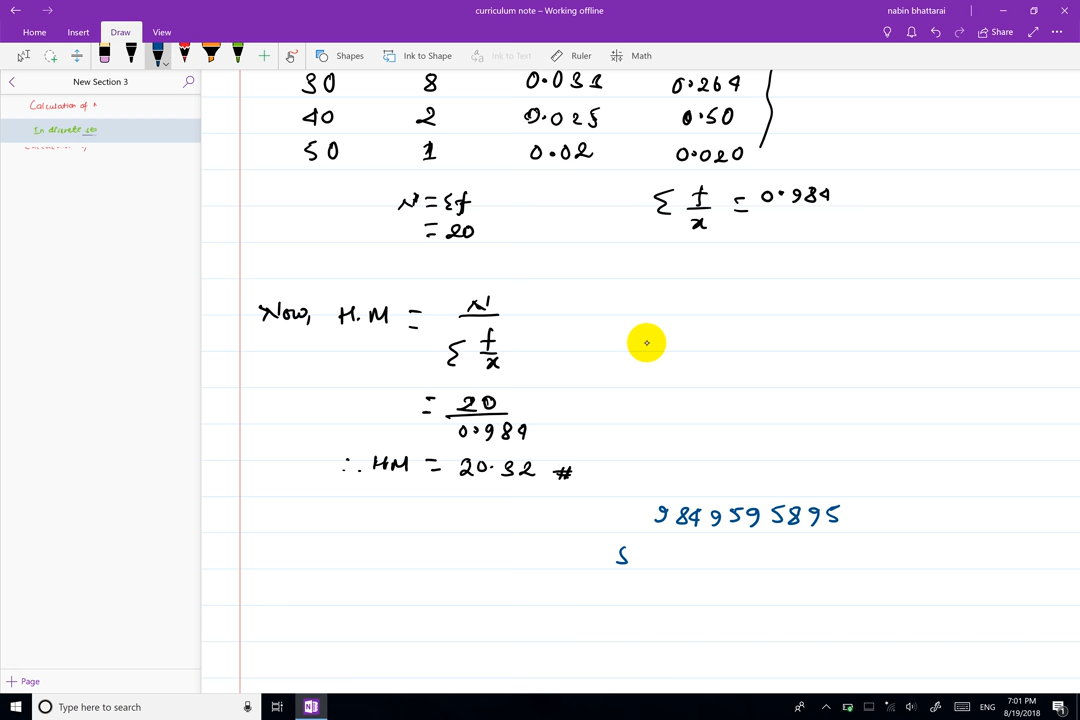 curriculum note – Working offline
nabin bhattarai
Home Insert Draw View
Share
Shapes Ink to Shape Ink to Text Ruler Math
New Section 3
Calculation of
In discrete
30 8 0.033 0.264
40 2 0.025 0.50
50 1 0.02 0.020
N = Σf
= 20
Σ f/x = 0.984
Now, H.M = N / Σ f/x
= 20 / 0.984
∴ HM = 20.32 #
9849595895
S
+ Page
Type here to search
ENG
7:01 PM
8/19/2018
1